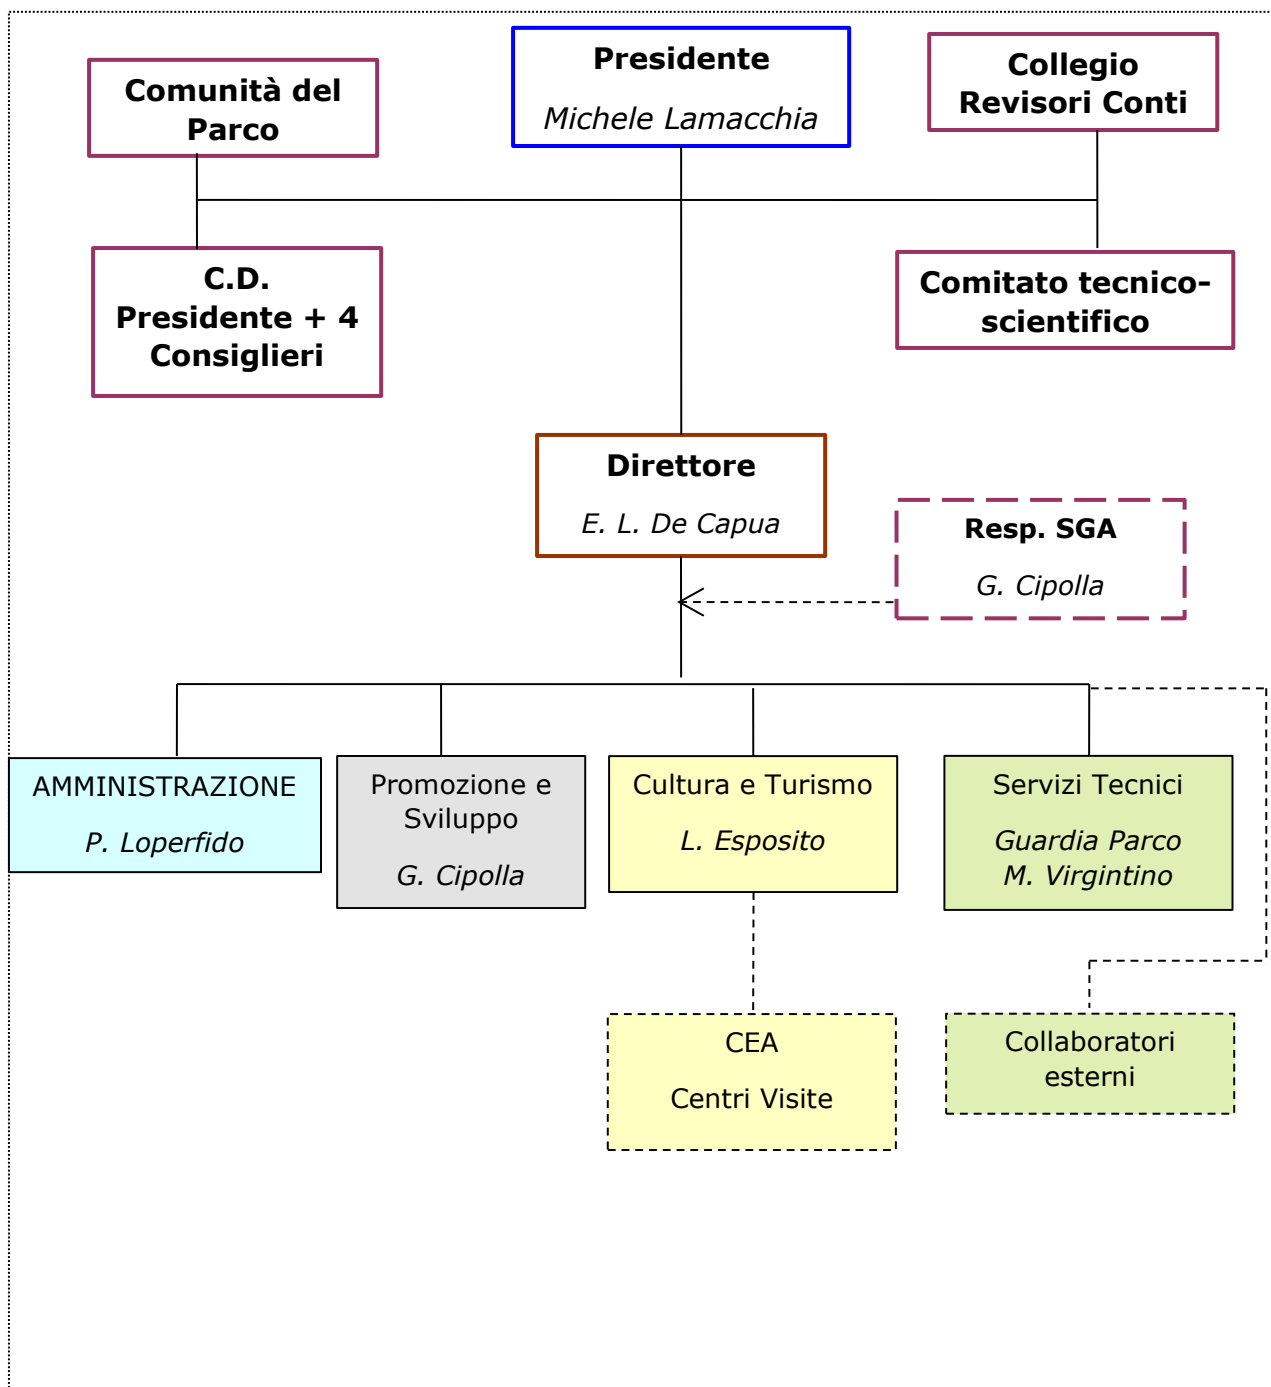 Comunità del
Parco
Presidente
Michele Lamacchia
Collegio
Revisori Conti
C.D.
Presidente + 4
Consiglieri
Comitato tecnico-
scientifico
Direttore
E. L. De Capua
Resp. SGA
G. Cipolla
AMMINISTRAZIONE
P. Loperfido
Promozione e
Sviluppo
G. Cipolla
Cultura e Turismo
L. Esposito
Servizi Tecnici
Guardia Parco
M. Virgintino
CEA
Centri Visite
Collaboratori
esterni